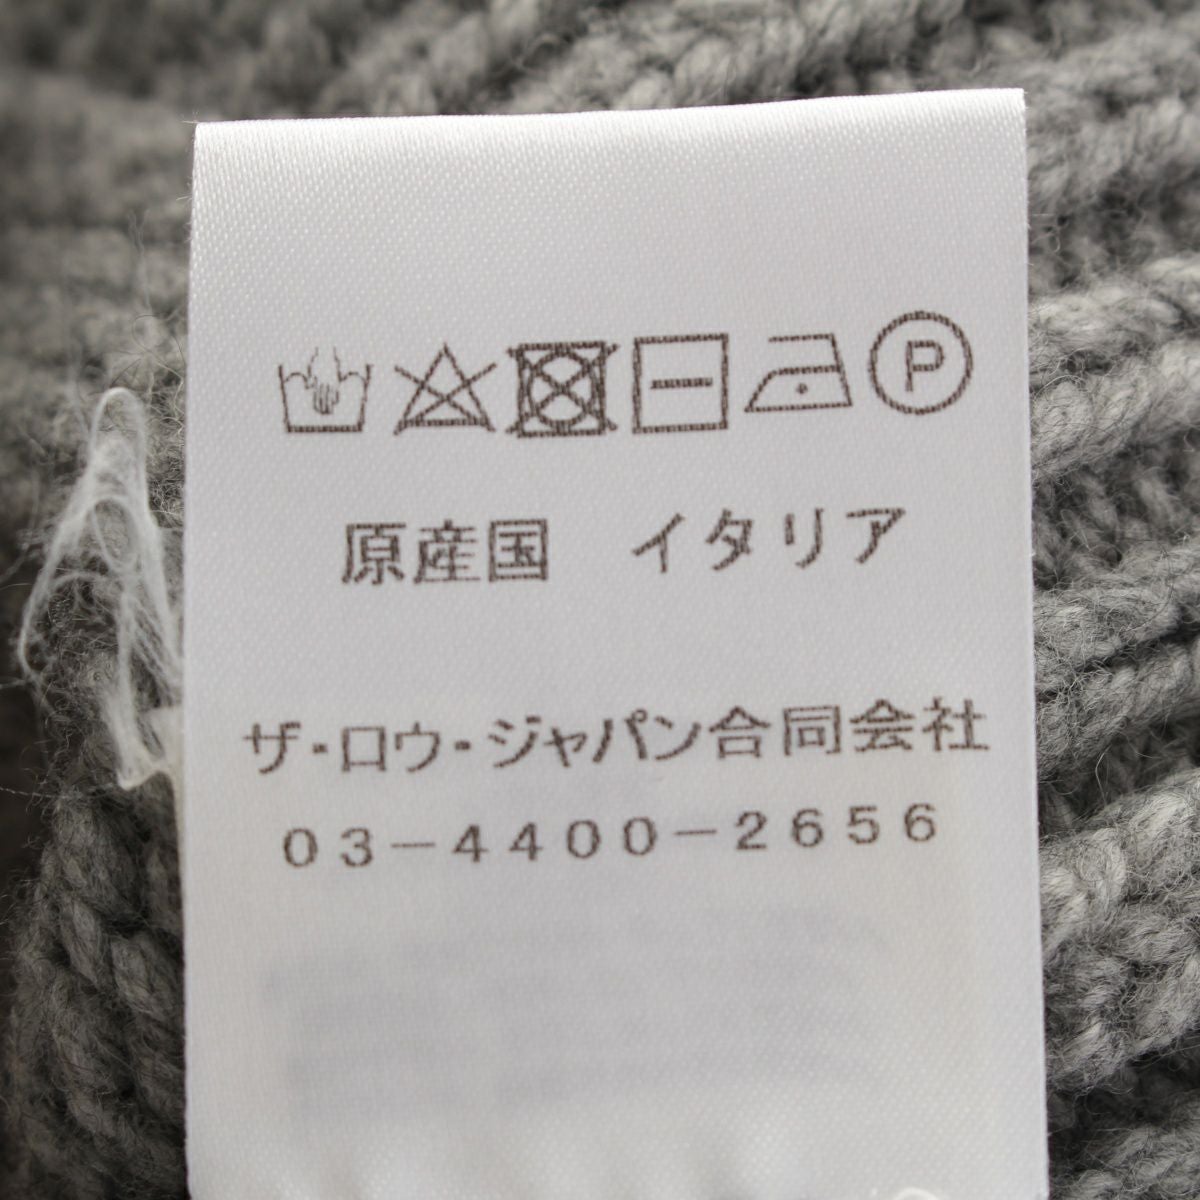 P
原産国 イタリア
ザ・ロウ・ジャパン合同会社
03-4400-2656